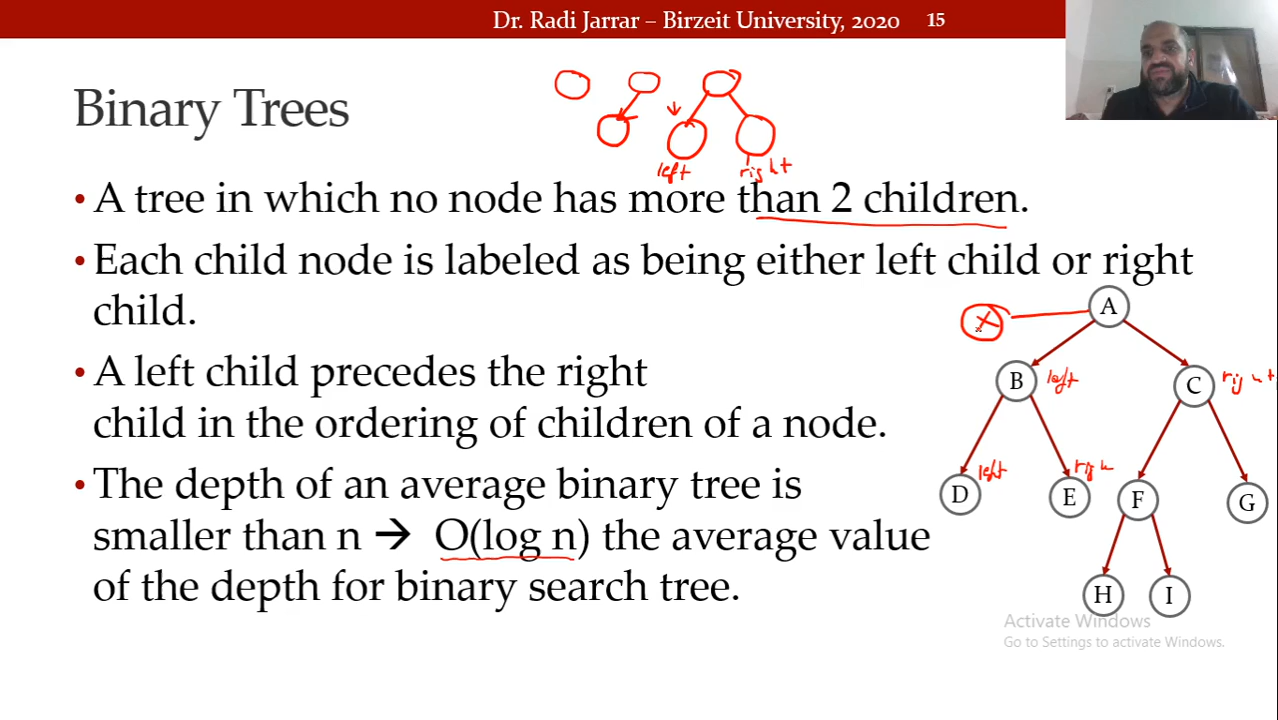 Dr. Radi Jarrar – Birzeit University, 2020 15
Binary Trees
left right
• A tree in which no node has more than 2 children.
• Each child node is labeled as being either left child or right
child.
A
X
• A left child precedes the right
B left C right
child in the ordering of children of a node.
• The depth of an average binary tree is
left
D E F G
smaller than n → O(log n) the average value
of the depth for binary search tree.
H I
Activate Windows
Go to Settings to activate Windows.